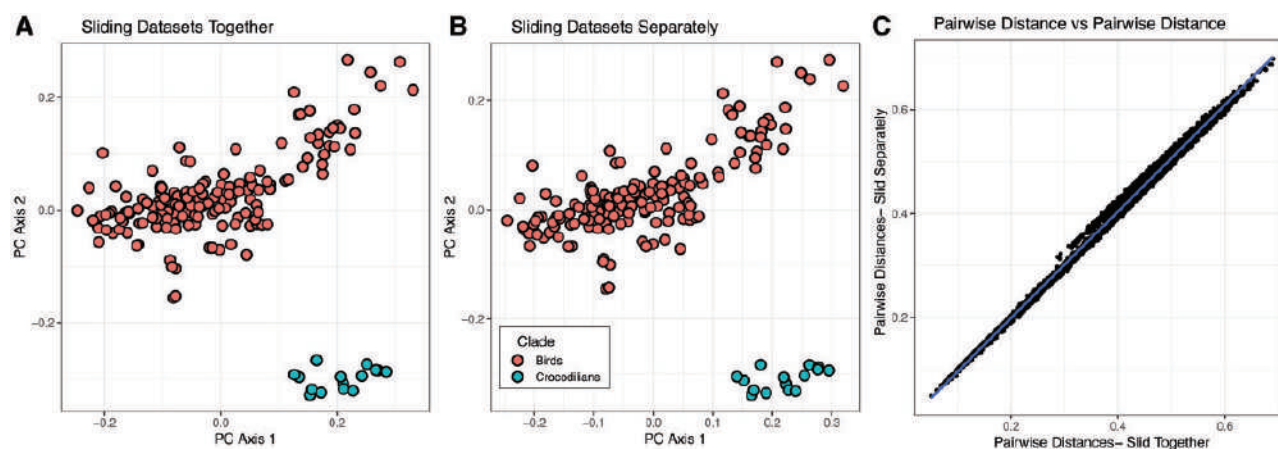 A
Sliding Datasets Together
0.2
0.0
−0.2
PC Axis 2
0.0
0.2
PC Axis 1
B
Sliding Datasets Separately
0.2
0.0
−0.2
PC Axis 2
Clade
Birds
Crocodilians
−0.2
−0.1
0.0
0.1
0.2
0.3
PC Axis 1
C
Pairwise Distance vs Pairwise Distance
0.6
0.4
0.2
Pairwise Distances− Slid Separately
0.2
0.4
0.6
Pairwise Distances− Slid Together